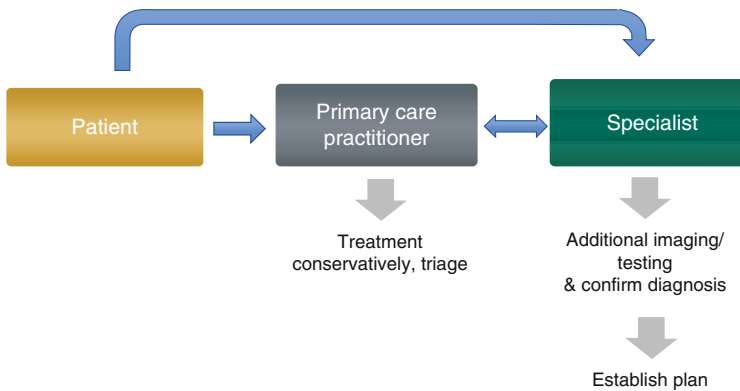 Patient
Primary care
practitioner
Specialist
Treatment
conservatively, triage
Additional imaging/
testing
& confirm diagnosis
Establish plan